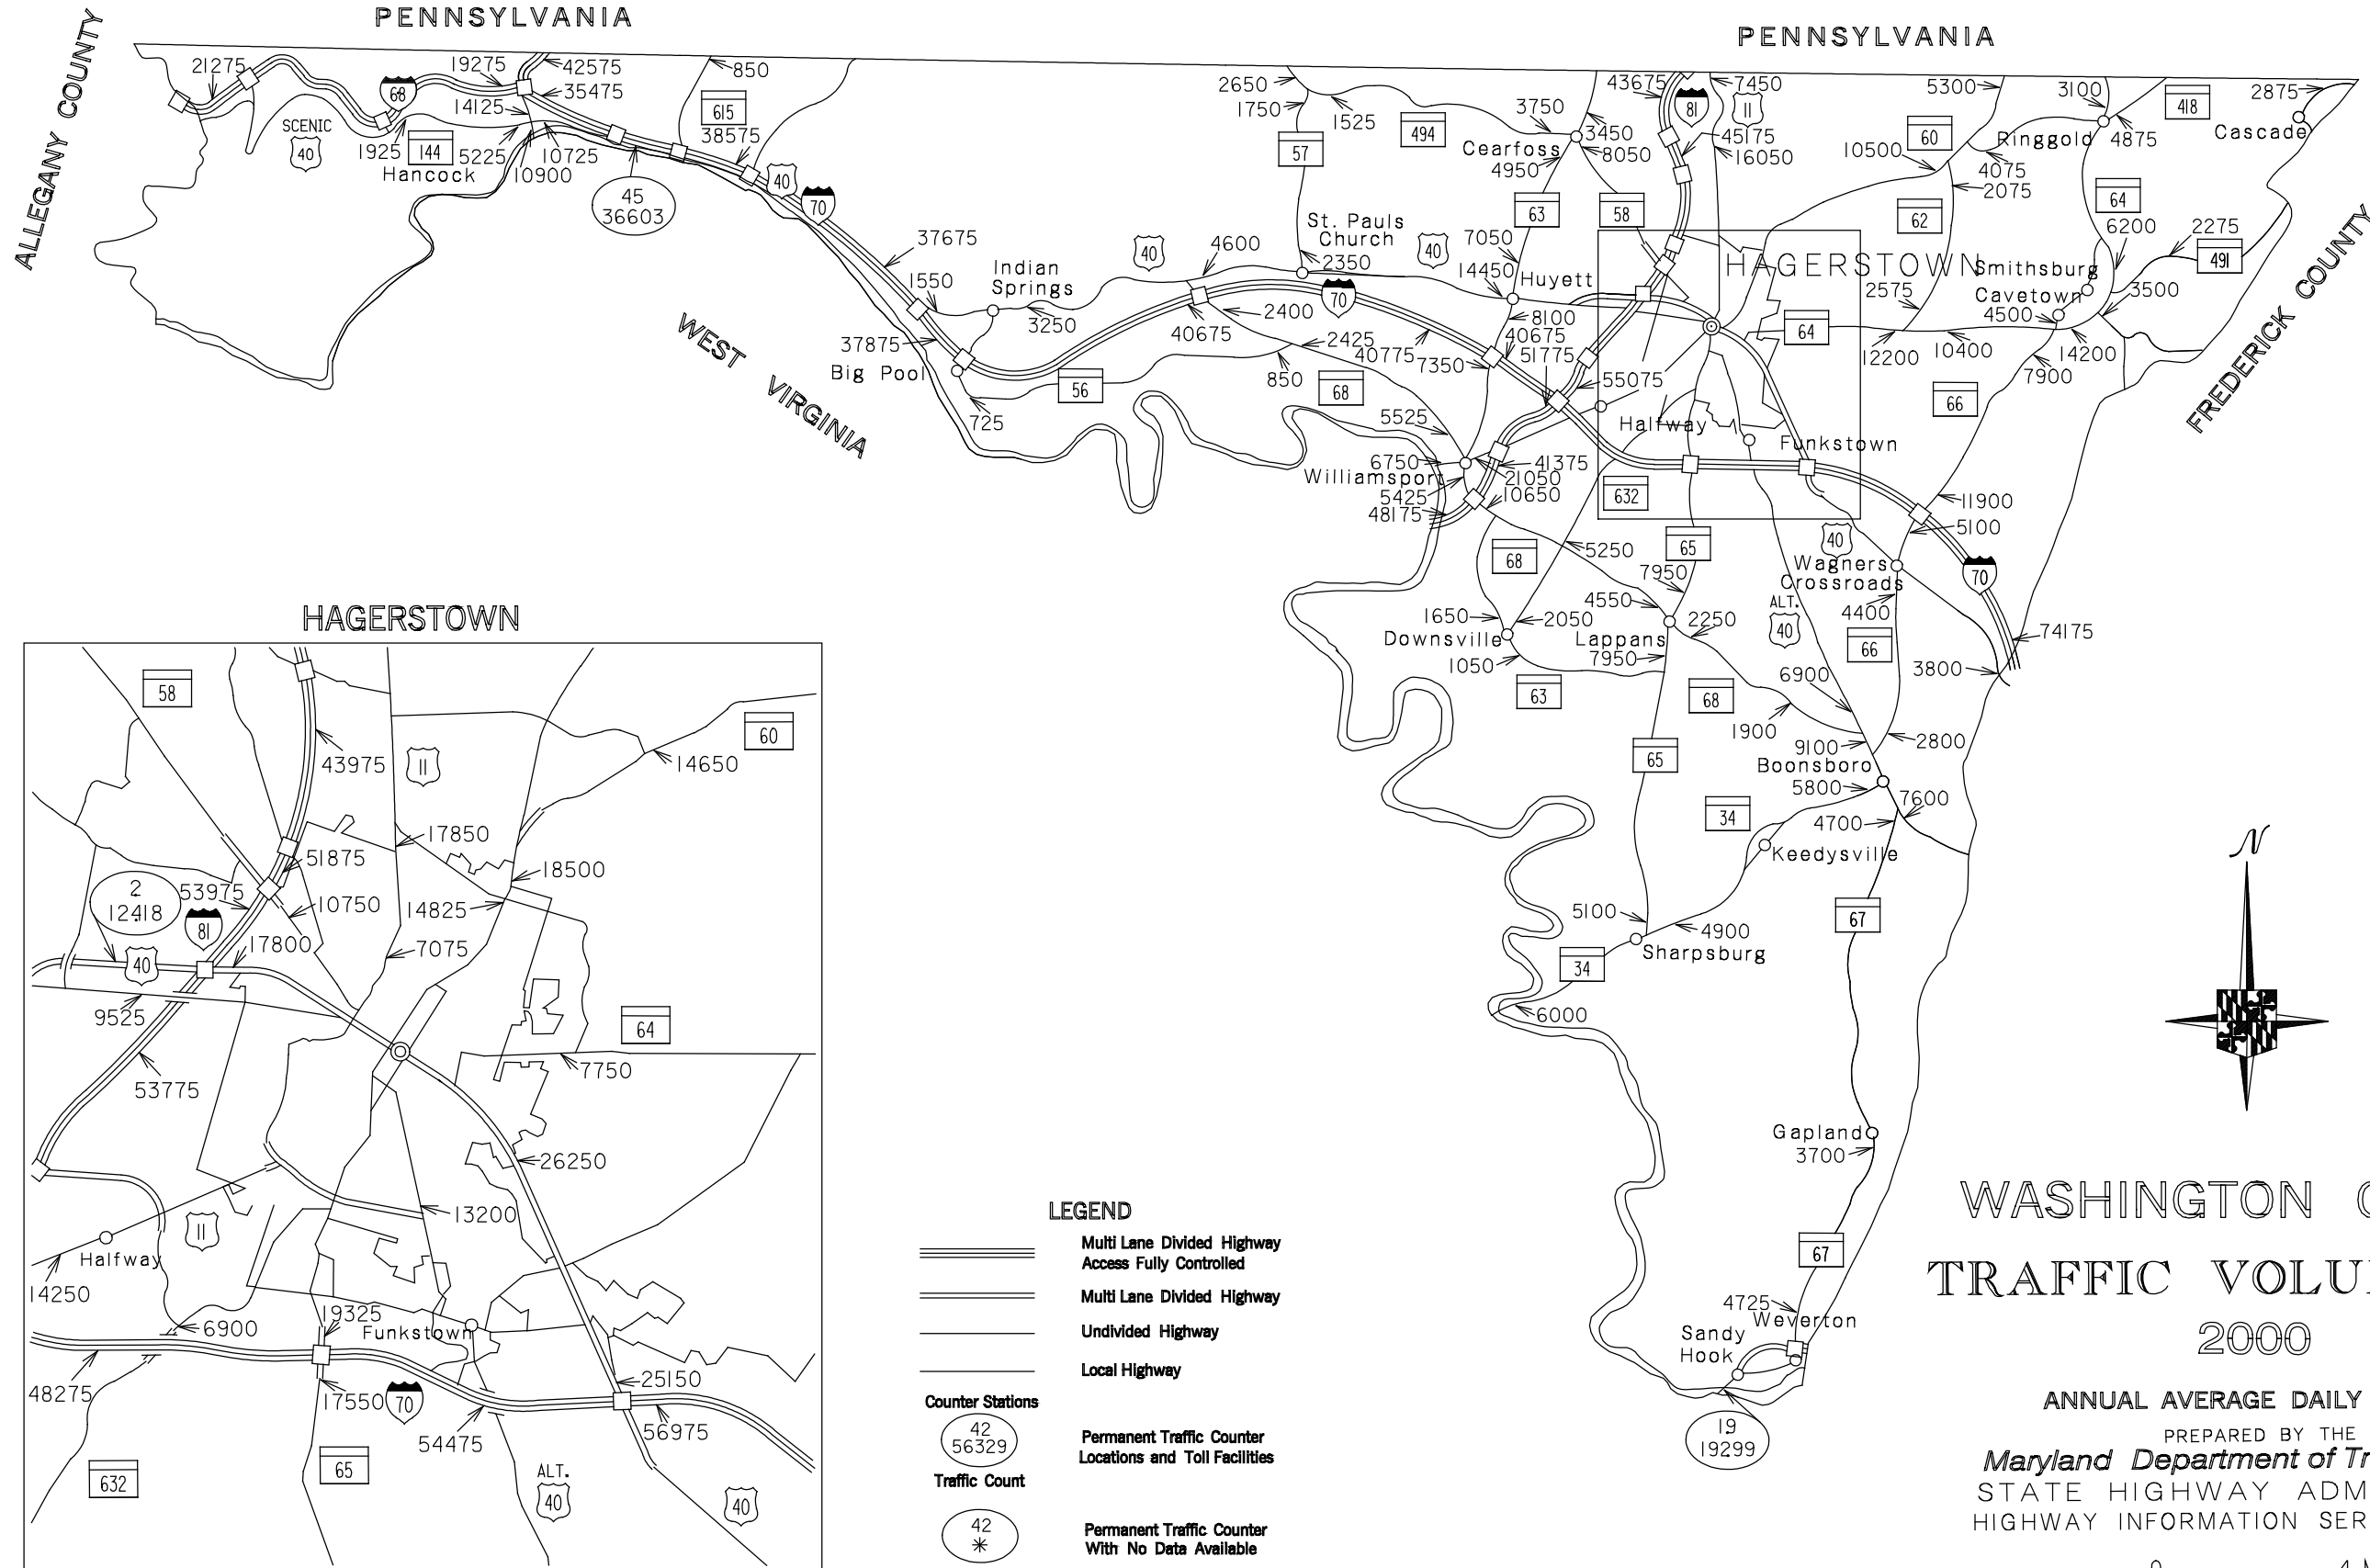 PENNSYLVANIA
PENNSYLVANIA
ALLEGANY COUNTY
21275
68
19275
42575
35475
14125
850
615
38575
SCENIC
40
1925
144
5225
10725
10900
Hancock
45
36603
40
70
37675
1550
Indian
Springs
3250
37875
Big Pool
725
56
WEST VIRGINIA
40
4600
40675
2400
2425
850
68
70
2650
1750
1525
57
494
St. Pauls
Church
2350
40
3750
Cearfoss
3450
8050
4950
63
58
7050
14450
Huyett
8100
40675
40775
7350
51775
55075
43675
81
7450
11
45175
16050
HAGERSTOWN
5300
60
10500
4075
2075
62
2575
64
12200
10400
3100
418
Ringgold
4875
2875
Cascade
64
6200
2275
491
Smithsburg
Cavetown
4500
3500
14200
7900
66
FREDERICK COUNTY
Halfway
Funkstown
5525
6750
Williamsport
41375
21050
10650
5425
48175
632
11900
5100
40
Wagners
Crossroads
70
68
5250
65
7950
4550
2250
1650
2050
Downsville
Lappans
1050
7950
63
68
ALT.
40
4400
66
74175
3800
6900
1900
9100
2800
Boonsboro
5800
7600
4700
34
Keedysville
65
5100
4900
Sharpsburg
34
6000
67
Gapland
3700
67
4725
Weverton
Sandy
Hook
19
19299
HAGERSTOWN
58
60
43975
11
14650
17850
51875
18500
2
12418
53975
10750
14825
81
17800
7075
40
9525
64
7750
53775
26250
13200
11
Halfway
14250
19325
6900
Funkstown
48275
17550
70
25150
54475
56975
632
65
ALT.
40
40
LEGEND
Multi Lane Divided Highway
Access Fully Controlled
Multi Lane Divided Highway
Undivided Highway
Local Highway
Counter Stations
42
56329
Permanent Traffic Counter
Locations and Toll Facilities
Traffic Count
42
*
Permanent Traffic Counter
With No Data Available
N
WASHINGTON
TRAFFIC VOLU
2000
ANNUAL AVERAGE DAILY
PREPARED BY THE
Maryland Department of Tr
STATE HIGHWAY ADM
HIGHWAY INFORMATION SER